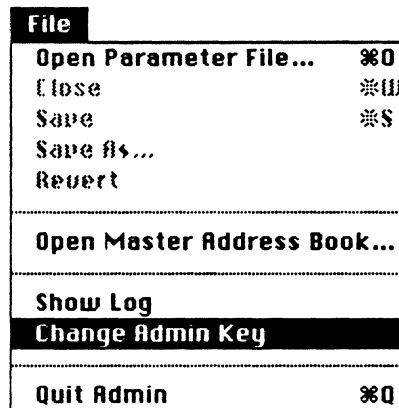 File
Open Parameter File... ⌘O
Close ⌘W
Save ⌘S
Save As...
Revert
Open Master Address Book...
Show Log
Change Admin Key
Quit Admin ⌘Q